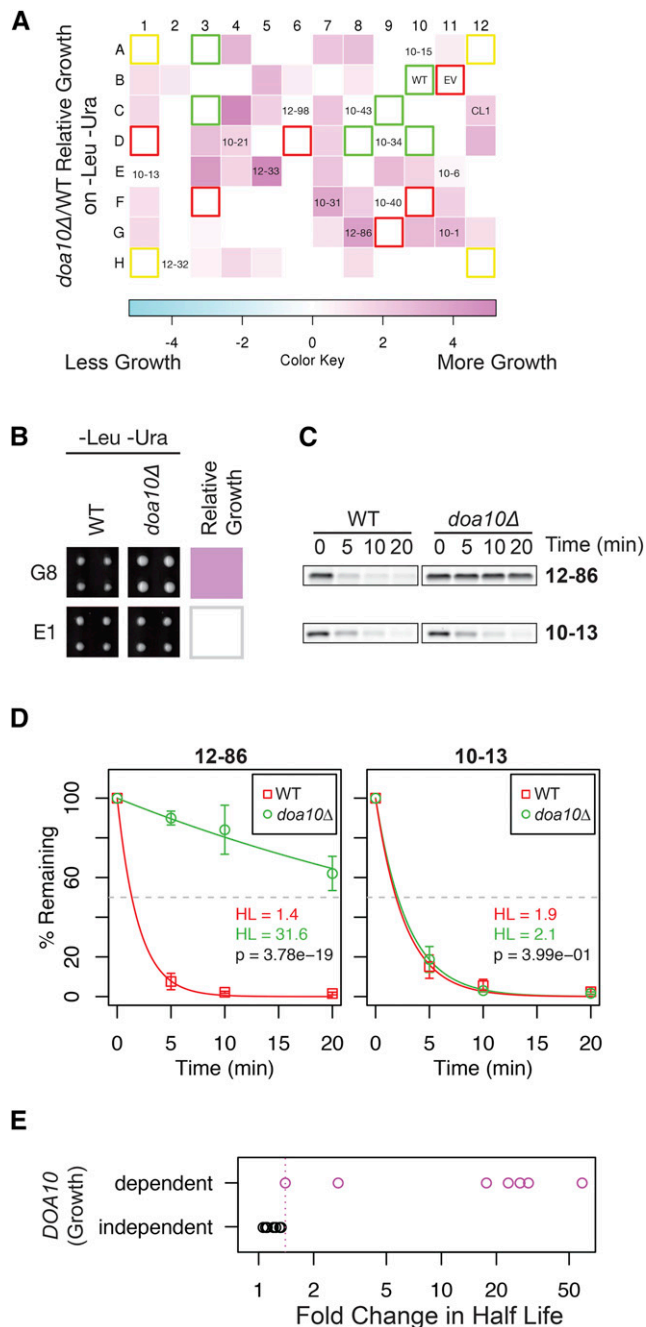 A
1 2 3 4 5 6 7 8 9 10 11 12
doa10Δ/WT Relative Growth
on -Leu -Ura
A 10-15
B WT EV
C 12-98 10-43 CL1
D 10-21 10-34
E 10-13 12-33 10-6
F 10-31 10-40
G 12-86 10-1
H 12-32
-4 -2 0 2 4
Less Growth Color Key More Growth
B
-Leu -Ura
WT doa10Δ Relative
Growth
G8
E1
C
WT doa10Δ
0 5 10 20 0 5 10 20 Time (min)
12-86
10-13
D
12-86 10-13
% Remaining
100
60
20
0
WT
doa10Δ
HL = 1.4
HL = 31.6
p = 3.78e−19
0 5 10 15 20
Time (min)
WT
doa10Δ
HL = 1.9
HL = 2.1
p = 3.99e−01
0 5 10 15 20
Time (min)
E
DOA10
(Growth)
dependent
independent
1 2 5 10 20 50
Fold Change in Half Life